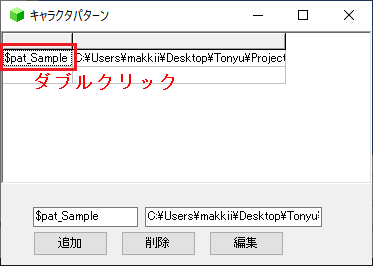 キャラクタパターン
$pat_Sample C:¥Users¥makkii¥Desktop¥Tonyu¥Project
ダブルクリック
$pat_Sample C:¥Users¥makkii¥Desktop¥Tonyu¥
追加 削除 編集